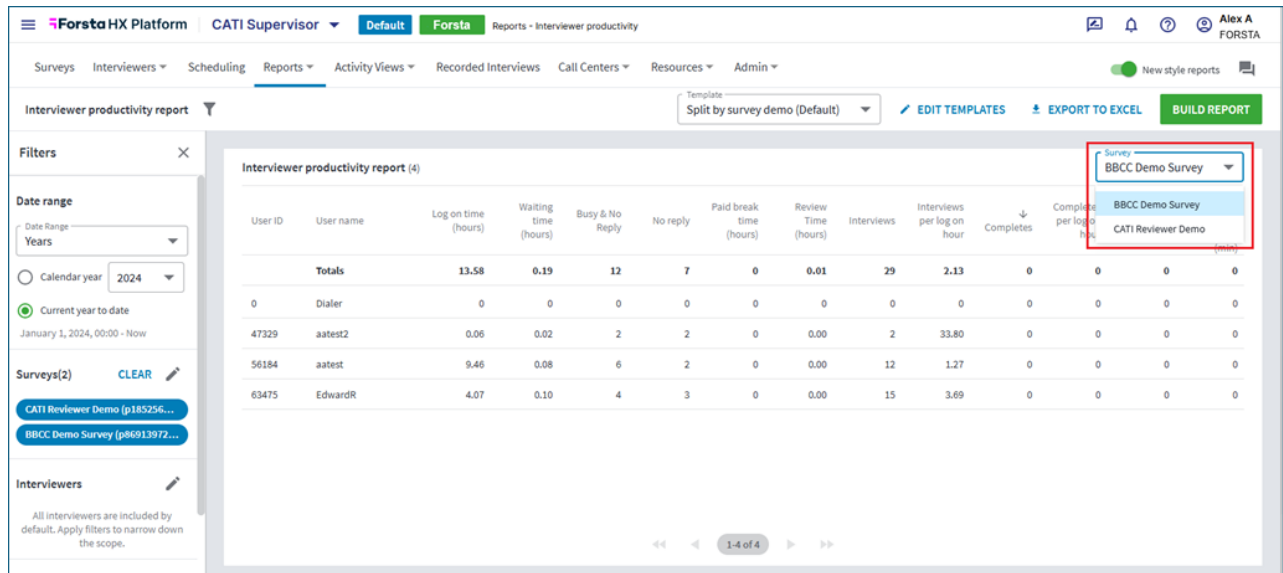 Forsta HX Platform CATI Supervisor Default Forsta Reports - Interviewer productivity Alex A
FORSTA
Surveys Interviewers Scheduling Reports Activity Views Recorded Interviews Call Centers Resources Admin New style reports
Interviewer productivity report Template Split by survey demo (Default) EDIT TEMPLATES EXPORT TO EXCEL BUILD REPORT
Filters
Date range
Date Range
Years
Calendar year 2024
Current year to date
January 1, 2024, 00:00 - Now
Surveys(2) CLEAR
CATI Reviewer Demo (p185256...
BBCC Demo Survey (p86913972...
Interviewers
All interviewers are included by
default. Apply filters to narrow down
the scope.
Interviewer productivity report (4)
Survey
BBCC Demo Survey
BBCC Demo Survey
CATI Reviewer Demo
User ID User name Log on time (hours) Waiting time (hours) Busy & No Reply No reply Paid break time (hours) Review Time (hours) Interviews Interviews per log on hour Completes (min)
Totals 13.58 0.19 12 7 0 0.01 29 2.13 0 0 0 0
0 Dialer 0 0 0 0 0 0 0 0 0 0 0 0
47329 aatest2 0.06 0.02 2 2 0 0.00 2 33.80 0 0 0 0
56184 aatest 9.46 0.08 6 2 0 0.00 12 1.27 0 0 0 0
63475 EdwardR 4.07 0.10 4 3 0 0.00 15 3.69 0 0 0 0
1-4 of 4